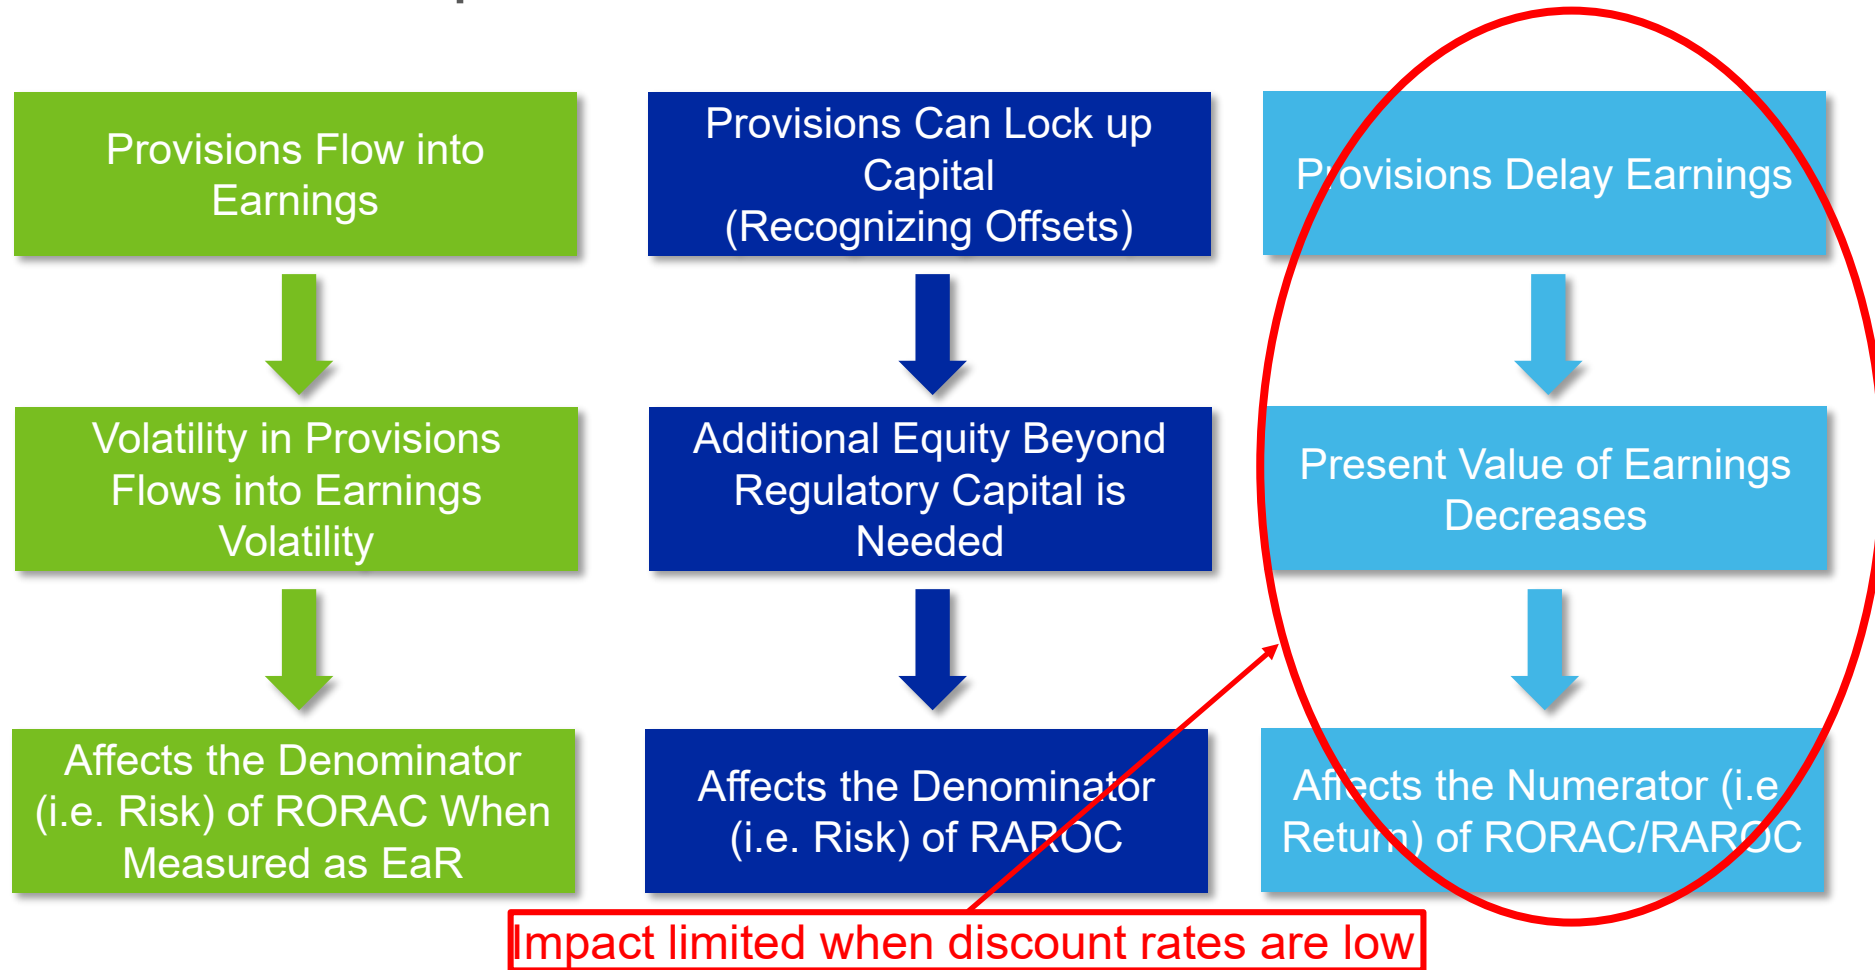 Provisions Flow into
Earnings
Provisions Can Lock up
Capital
(Recognizing Offsets)
Provisions Delay Earnings
Volatility in Provisions
Flows into Earnings
Volatility
Additional Equity Beyond
Regulatory Capital is
Needed
Present Value of Earnings
Decreases
Affects the Denominator
(i.e. Risk) of RORAC When
Measured as EaR
Affects the Denominator
(i.e. Risk) of RAROC
Affects the Numerator (i.e
Return) of RORAC/RAROC
Impact limited when discount rates are low